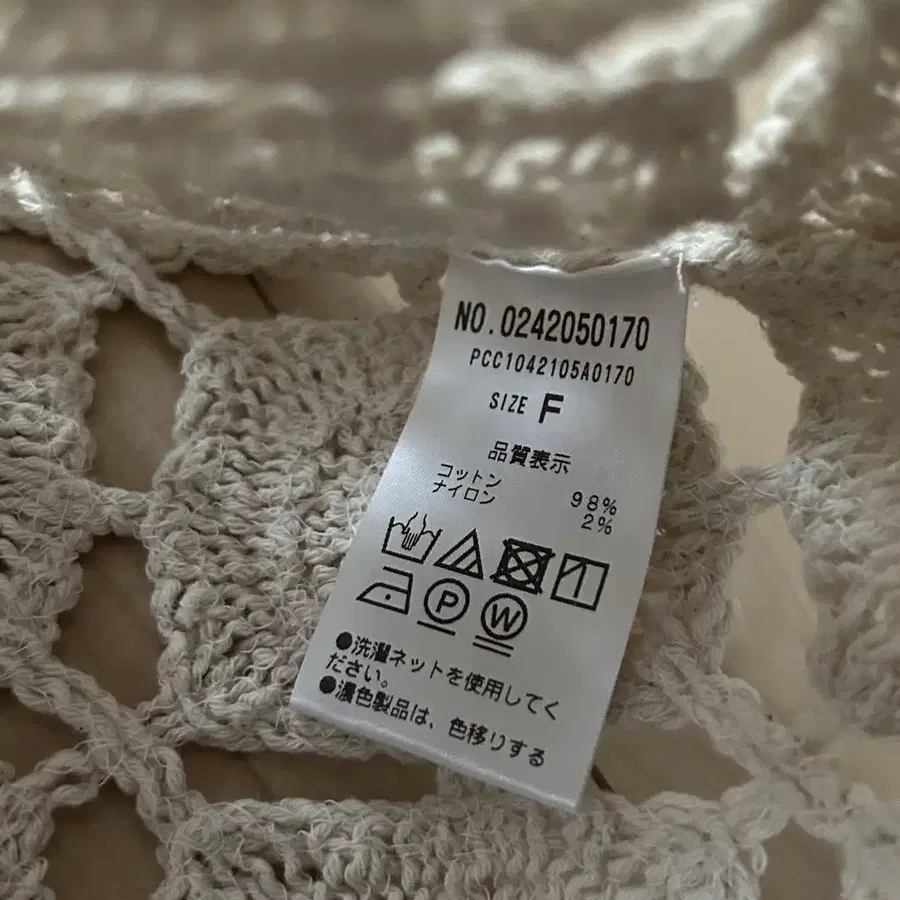 NO.0242050170
PCC1042105A0170
SIZE F
品質表示
コットン 98%
ナイロン 2%
P W
●洗濯ネットを使用してく
ださい。
●濃色製品は、色移りする